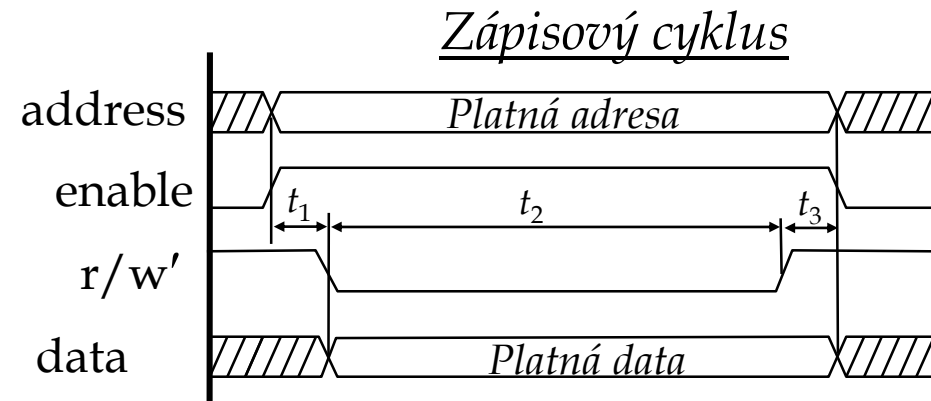 Zápisový cyklus
address Platná adresa
enable
t₁ t₂ t₃
r/w′
data Platná data